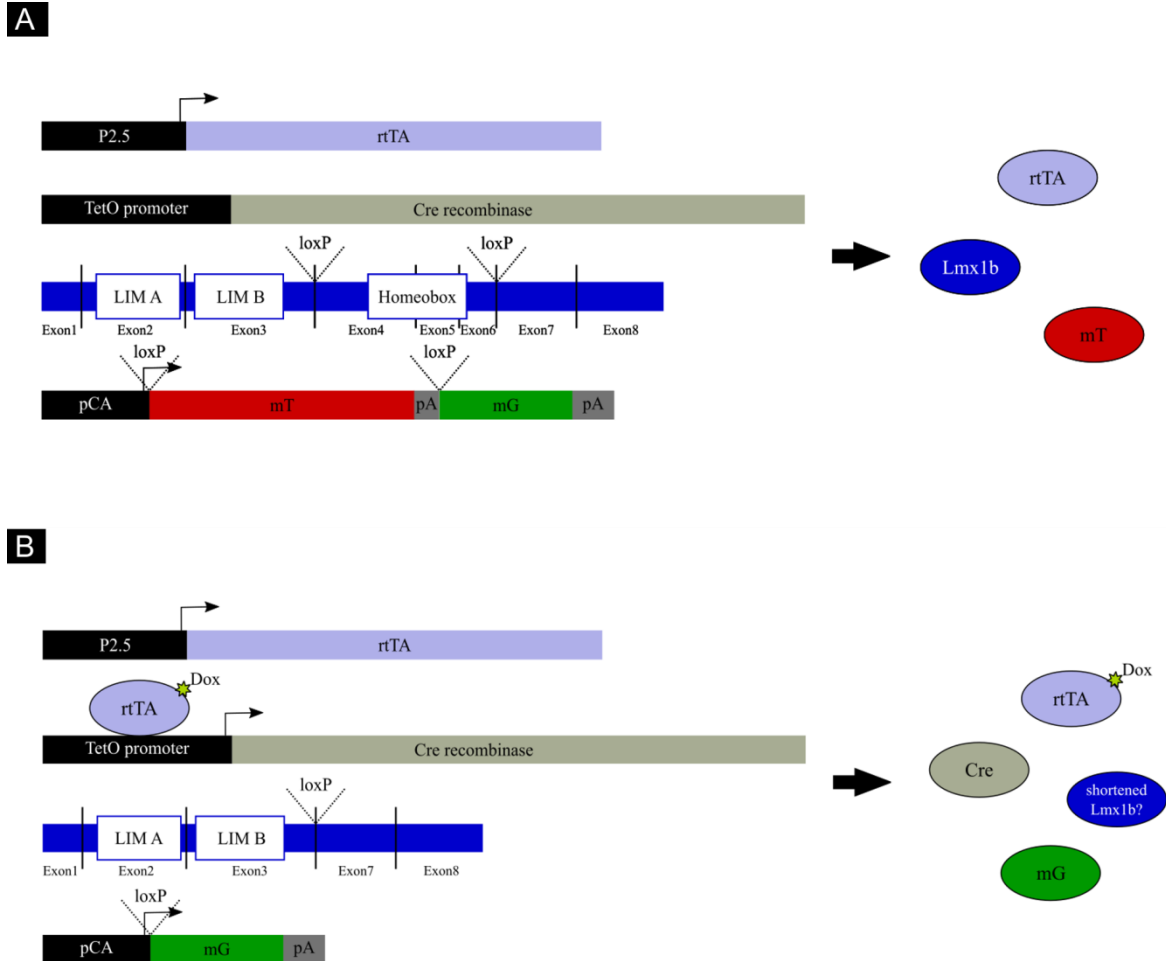 A
P2.5 rtTA
rtTA
TetO promoter Cre recombinase
loxP loxP
Lmx1b
LIM A LIM B Homeobox
Exon1 Exon2 Exon3 Exon4 Exon5 Exon6 Exon7 Exon8
mT
loxP loxP
pCA mT pA mG pA
B
P2.5 rtTA
Dox
rtTA
Dox
rtTA
TetO promoter Cre recombinase
Cre
loxP
shortened
Lmx1b?
LIM A LIM B
Exon1 Exon2 Exon3 Exon7 Exon8
mG
loxP
pCA mG pA